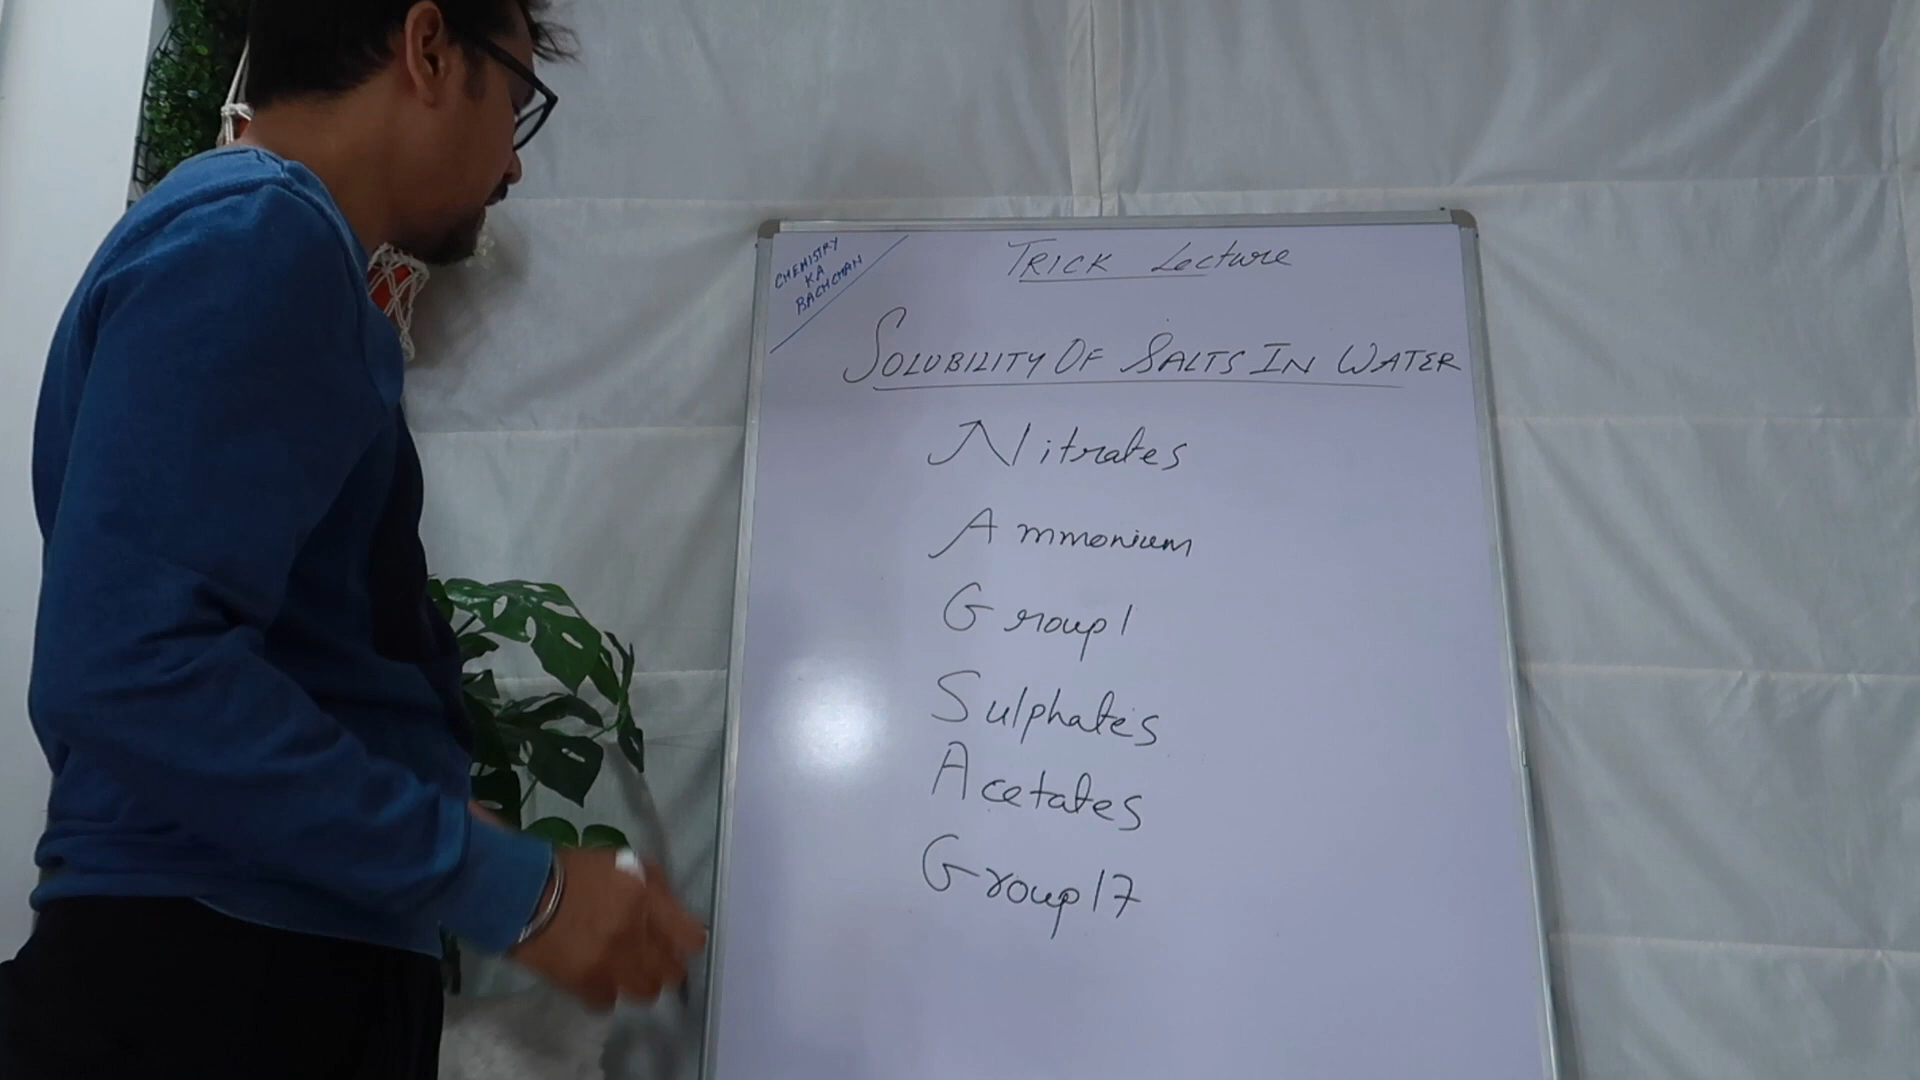 CHEMISTRY
KA
BACHCHAN
TRICK Lecture
SOLUBILITY OF SALTS IN WATER
Nitrates
Ammonium
Group 1
Sulphates
Acetates
Group 17